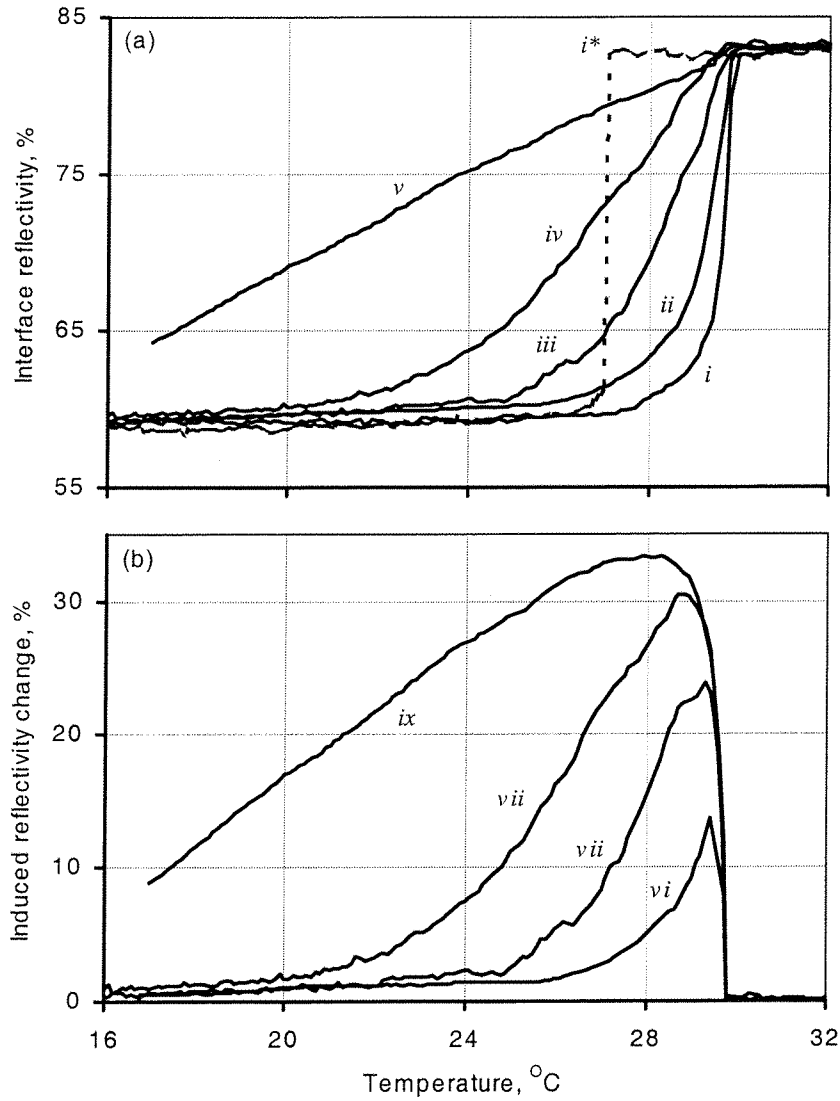 85
(a)
i*
75
v
iv
Interface reflectivity, %
65
iii
ii
i
55
(b)
30
Induced reflectivity change, %
20
ix
vii
vii
10
vi
0
16
20
24
28
32
Temperature, °C